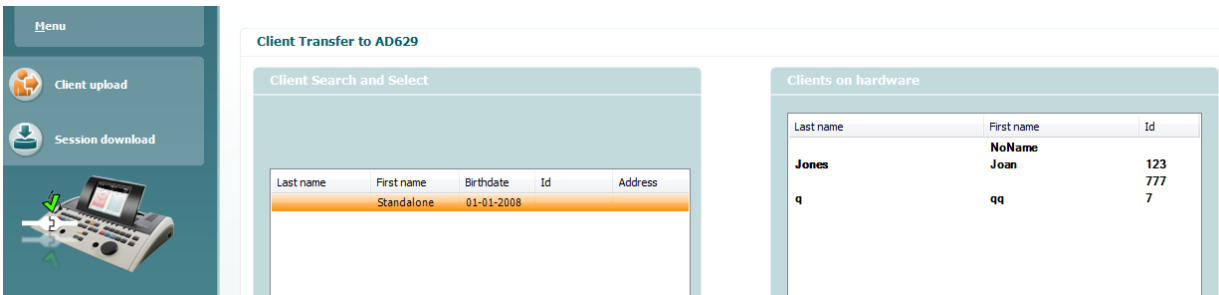 Menu
Client upload
Session download
Client Transfer to AD629
Client Search and Select
Last name First name Birthdate Id Address
Standalone 01-01-2008
Clients on hardware
Last name First name Id
NoName
Jones Joan 123
777
q qq 7